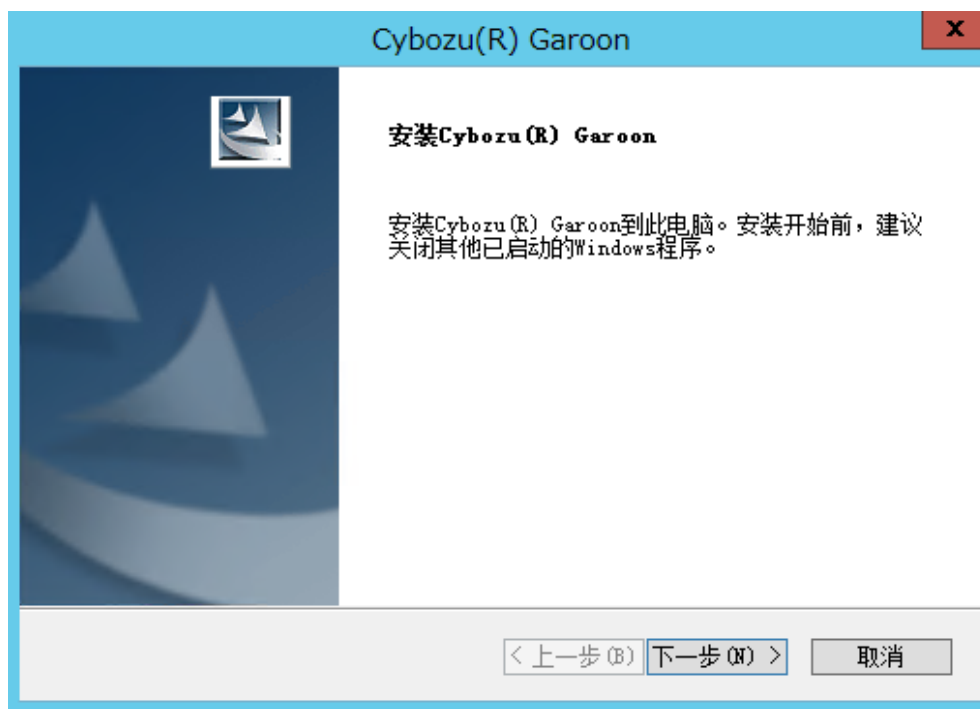 Cybozu(R) Garoon
x
安装Cybozu(R) Garoon
安装Cybozu(R) Garoon到此电脑。安装开始前，建议
关闭其他已启动的Windows程序。
< 上一步(B)
下一步(N) >
取消